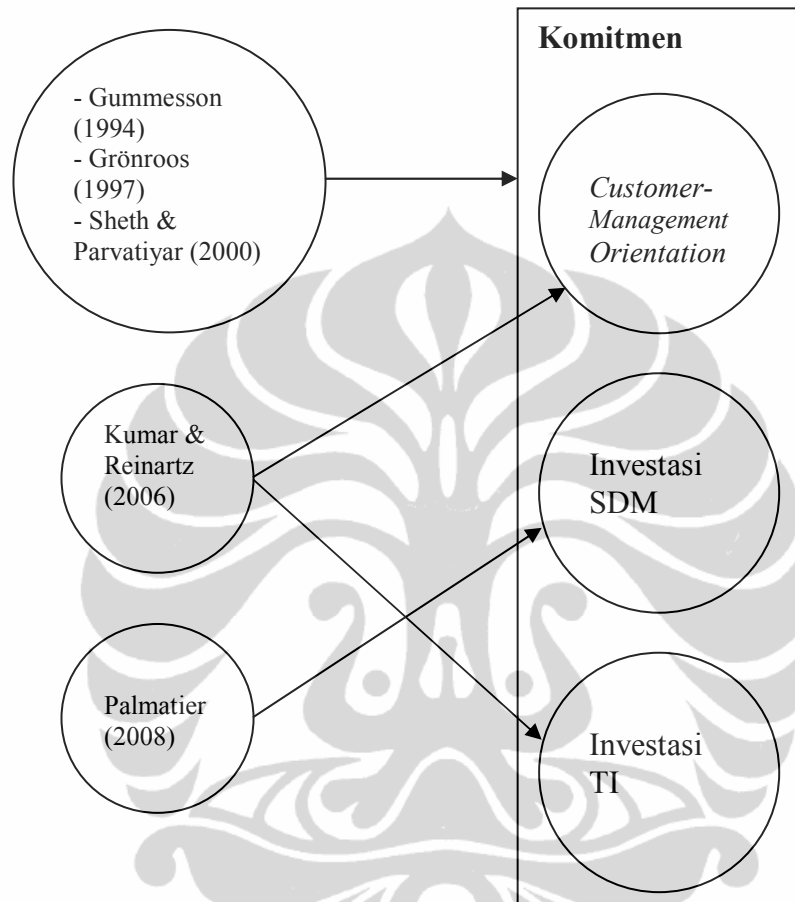 Komitmen
- Gummesson
(1994)
- Grönroos
(1997)
- Sheth &
Parvatiyar (2000)
Customer-
Management
Orientation
Kumar &
Reinartz
(2006)
Investasi
SDM
Palmatier
(2008)
Investasi
TI